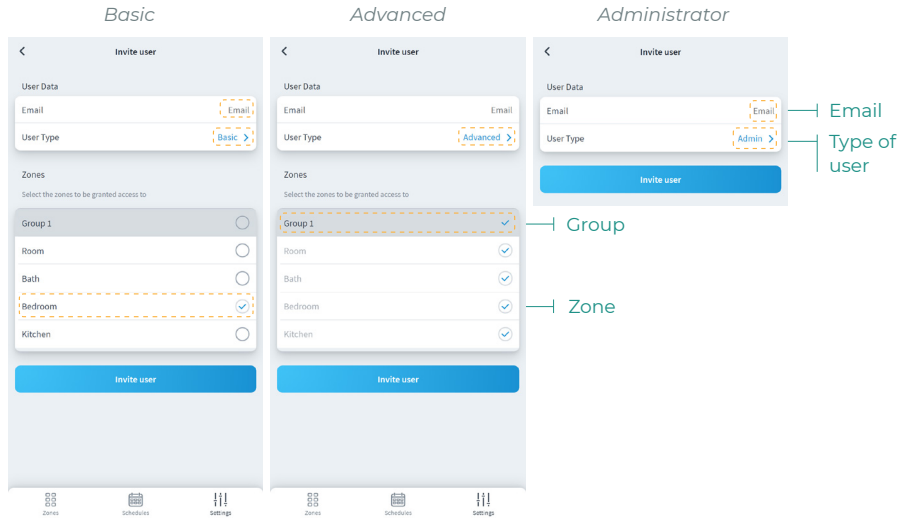 Basic
Advanced
Administrator
Invite user
User Data
Email Email
User Type Basic
Zones
Select the zones to be granted access to
Group 1
Room
Bath
Bedroom
Kitchen
Invite user
Zones Schedules Settings
Invite user
User Data
Email Email
User Type Advanced
Zones
Select the zones to be granted access to
Group 1
Room
Bath
Bedroom
Kitchen
Invite user
Zones Schedules Settings
Invite user
User Data
Email Email
User Type Admin
Invite user
Email
Type of
user
Group
Zone